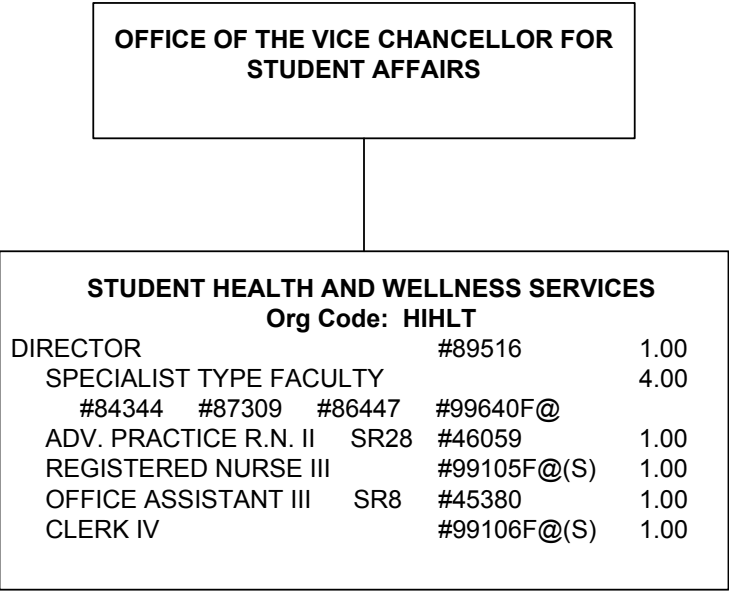 OFFICE OF THE VICE CHANCELLOR FOR
STUDENT AFFAIRS
STUDENT HEALTH AND WELLNESS SERVICES
Org Code: HIHLT
DIRECTOR #89516 1.00
SPECIALIST TYPE FACULTY 4.00
#84344 #87309 #86447 #99640F@
ADV. PRACTICE R.N. II SR28 #46059 1.00
REGISTERED NURSE III #99105F@(S) 1.00
OFFICE ASSISTANT III SR8 #45380 1.00
CLERK IV #99106F@(S) 1.00